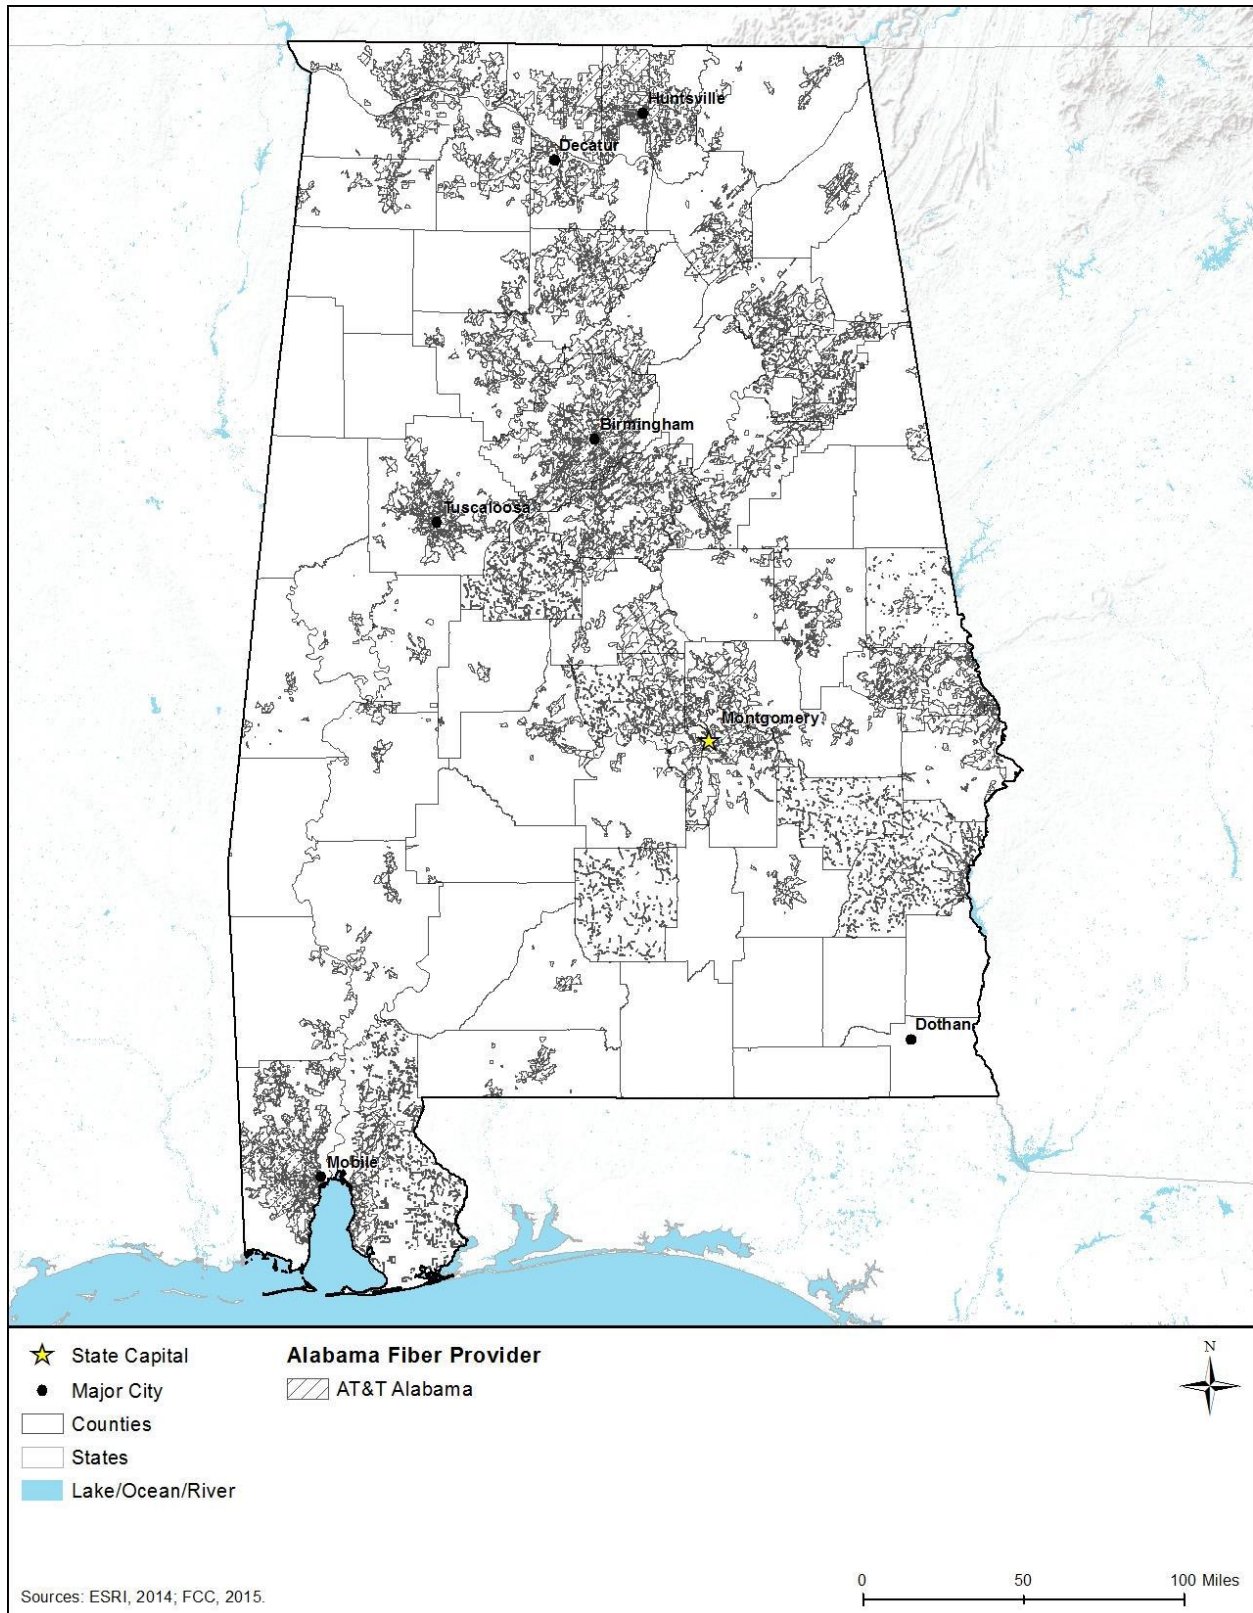 Huntsville
Decatur
Birmingham
Tuscaloosa
Montgomery
Dothan
Mobile
State Capital
Major City
Counties
States
Lake/Ocean/River
Alabama Fiber Provider
AT&T Alabama
N
Sources: ESRI, 2014; FCC, 2015.
0 50 100 Miles